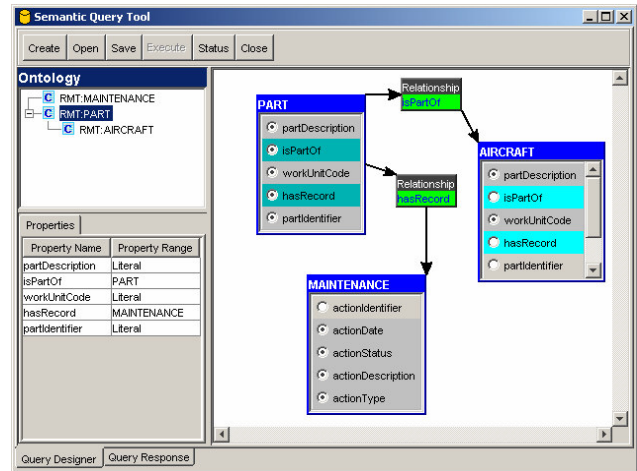 Semantic Query Tool
Create Open Save Execute Status Close
Ontology
C RMT:MAINTENANCE
C RMT:PART
C RMT:AIRCRAFT
Properties
Property Name Property Range
partDescription Literal
isPartOf PART
workUnitCode Literal
hasRecord MAINTENANCE
partIdentifier Literal
PART
partDescription
isPartOf
workUnitCode
hasRecord
partIdentifier
Relationship
isPartOf
Relationship
hasRecord
AIRCRAFT
partDescription
isPartOf
workUnitCode
hasRecord
partIdentifier
MAINTENANCE
actionIdentifier
actionDate
actionStatus
actionDescription
actionType
Query Designer Query Response